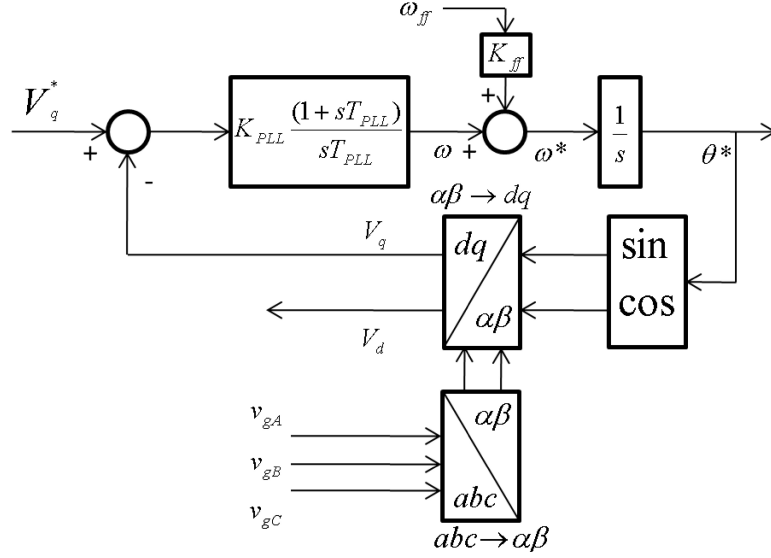 ω_ff
K_ff
V_q^*
+
-
K_PLL (1 + sT_PLL) / sT_PLL
ω
+
+
ω*
1/s
θ*
αβ → dq
V_q
dq
αβ
V_d
sin
cos
v_gA
v_gB
v_gC
αβ
abc
abc → αβ